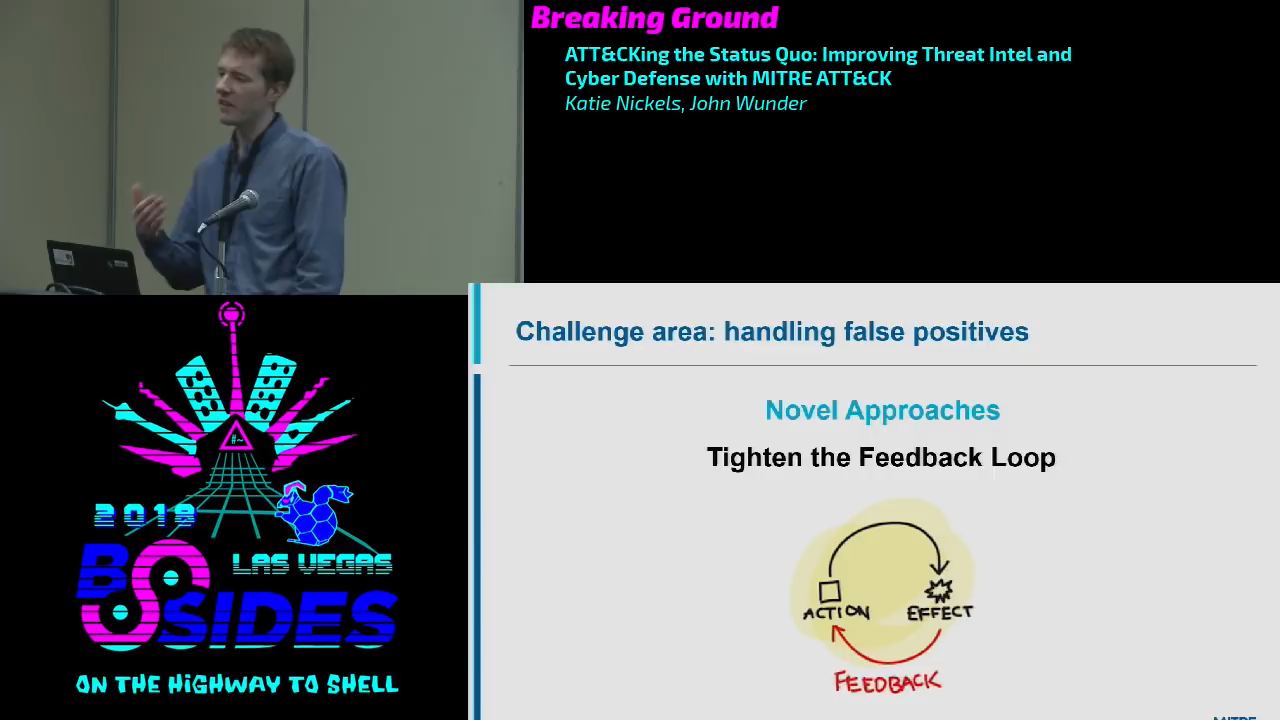 Breaking Ground
ATT&CKing the Status Quo: Improving Threat Intel and
Cyber Defense with MITRE ATT&CK
Katie Nickels, John Wunder
Challenge area: handling false positives
Novel Approaches
Tighten the Feedback Loop
ACTION
EFFECT
FEEDBACK
MITRE
#~
2019
LAS VEGAS
BSIDES
ON THE HIGHWAY TO SHELL